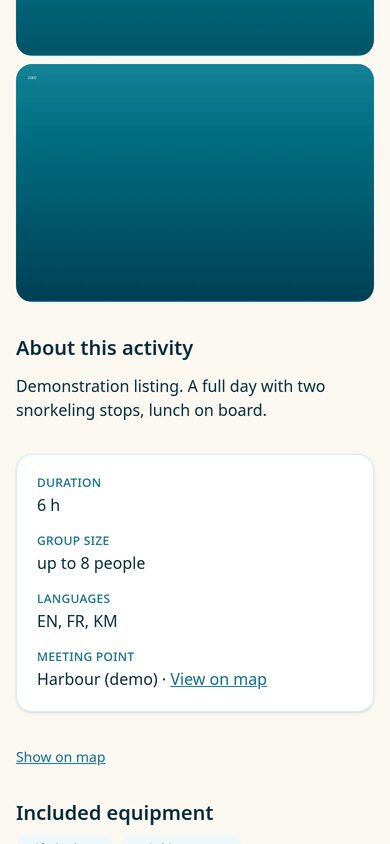 About this activity
Demonstration listing. A full day with two
snorkeling stops, lunch on board.
DURATION
6 h
GROUP SIZE
up to 8 people
LANGUAGES
EN, FR, KM
MEETING POINT
Harbour (demo) · View on map
Show on map
Included equipment